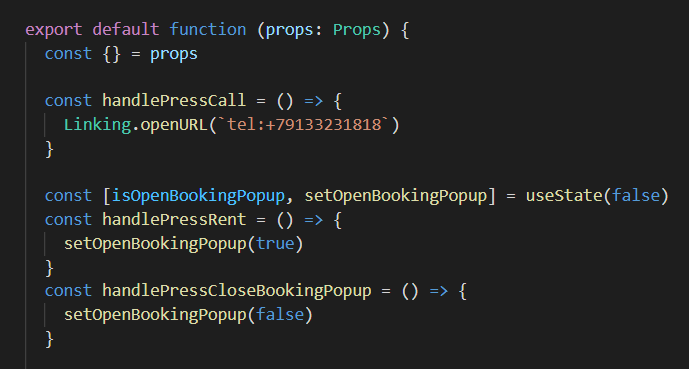 export default function (props: Props) {
const {} = props
const handlePressCall = () => {
Linking.openURL(`tel:+79133231818`)
}
const [isOpenBookingPopup, setOpenBookingPopup] = useState(false)
const handlePressRent = () => {
setOpenBookingPopup(true)
}
const handlePressCloseBookingPopup = () => {
setOpenBookingPopup(false)
}